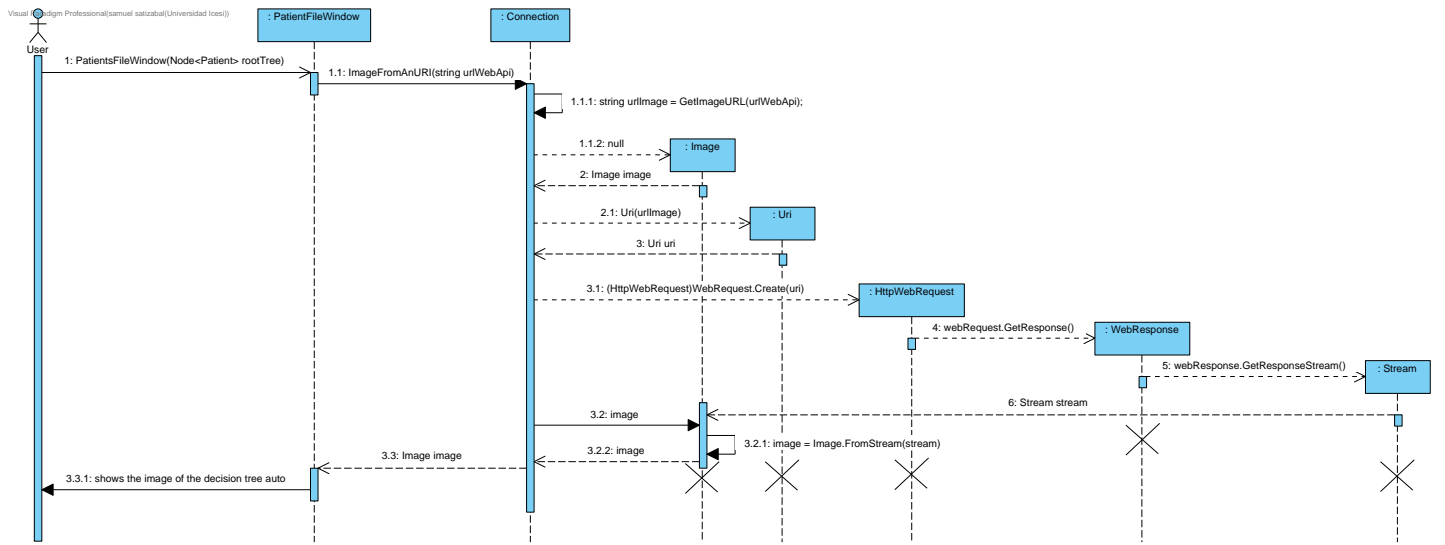 Visual Paradigm Professional(samuel satizabal(Universidad Icesi))
User
: PatientFileWindow
: Connection
1: PatientsFileWindow(Node<Patient> rootTree)
1.1: ImageFromAnURI(string urlWebApi)
1.1.1: string urlImage = GetImageURL(urlWebApi);
1.1.2: null
: Image
2: Image image
2.1: Uri(urlImage)
: Uri
3: Uri uri
3.1: (HttpWebRequest)WebRequest.Create(uri)
: HttpWebRequest
4: webRequest.GetResponse()
: WebResponse
5: webResponse.GetResponseStream()
: Stream
6: Stream stream
3.2: image
3.2.1: image = Image.FromStream(stream)
3.2.2: image
3.3: Image image
3.3.1: shows the image of the decision tree auto